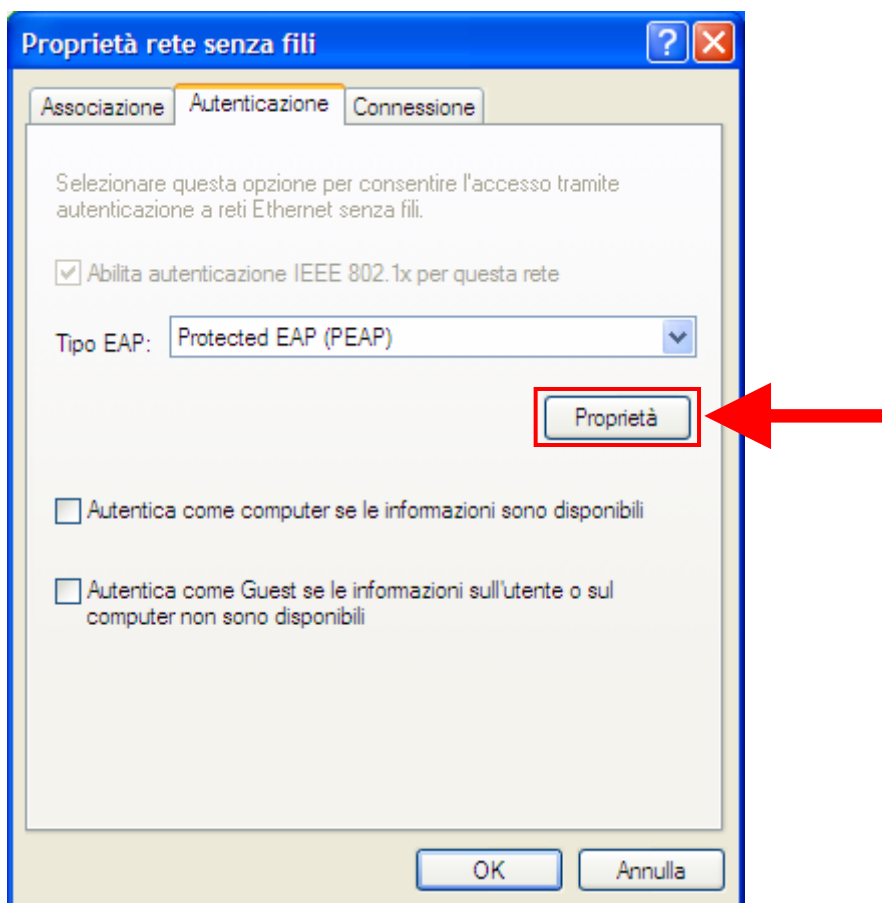 Proprietà rete senza fili
Associazione Autenticazione Connessione
Selezionare questa opzione per consentire l'accesso tramite
autenticazione a reti Ethernet senza fili.
Abilita autenticazione IEEE 802.1x per questa rete
Tipo EAP: Protected EAP (PEAP)
Proprietà
Autentica come computer se le informazioni sono disponibili
Autentica come Guest se le informazioni sull'utente o sul
computer non sono disponibili
OK Annulla